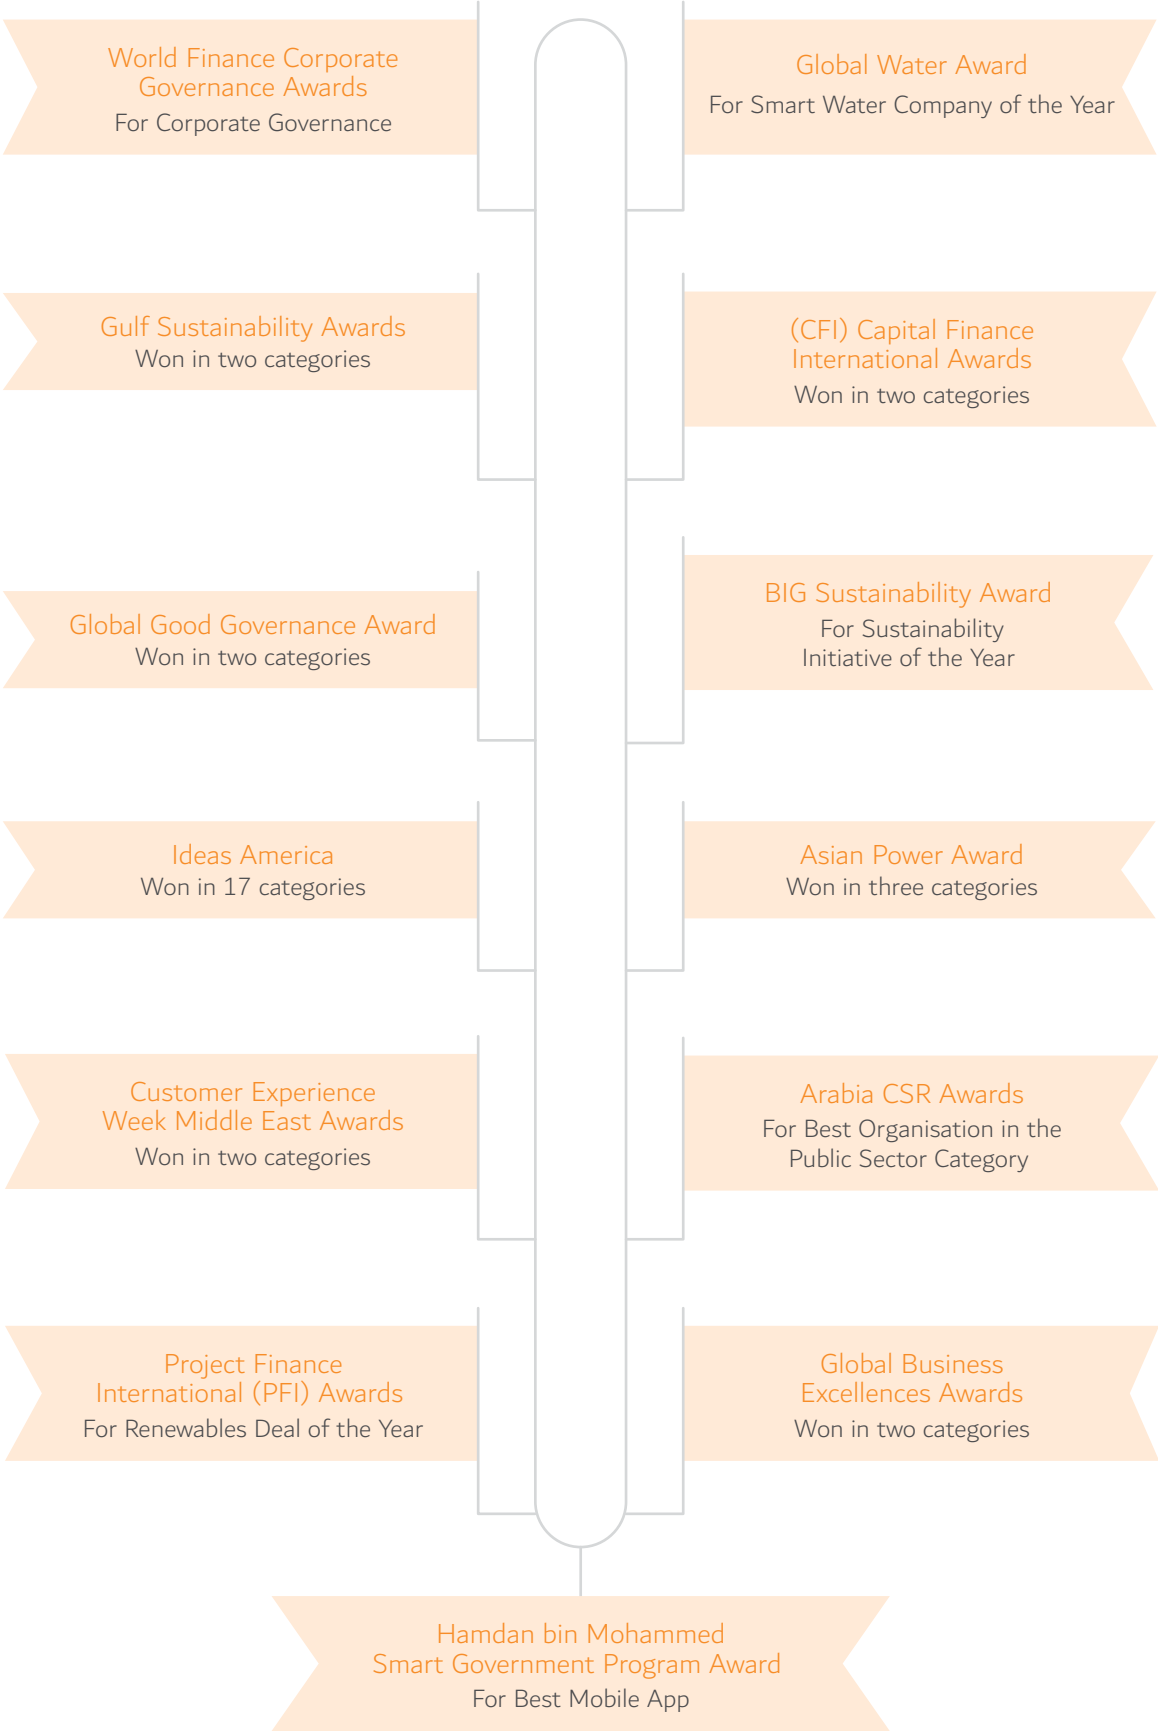 World Finance Corporate
Governance Awards
For Corporate Governance
Global Water Award
For Smart Water Company of the Year
Gulf Sustainability Awards
Won in two categories
(CFI) Capital Finance
International Awards
Won in two categories
Global Good Governance Award
Won in two categories
BIG Sustainability Award
For Sustainability
Initiative of the Year
Ideas America
Won in 17 categories
Asian Power Award
Won in three categories
Customer Experience
Week Middle East Awards
Won in two categories
Arabia CSR Awards
For Best Organisation in the
Public Sector Category
Project Finance
International (PFI) Awards
For Renewables Deal of the Year
Global Business
Excellences Awards
Won in two categories
Hamdan bin Mohammed
Smart Government Program Award
For Best Mobile App